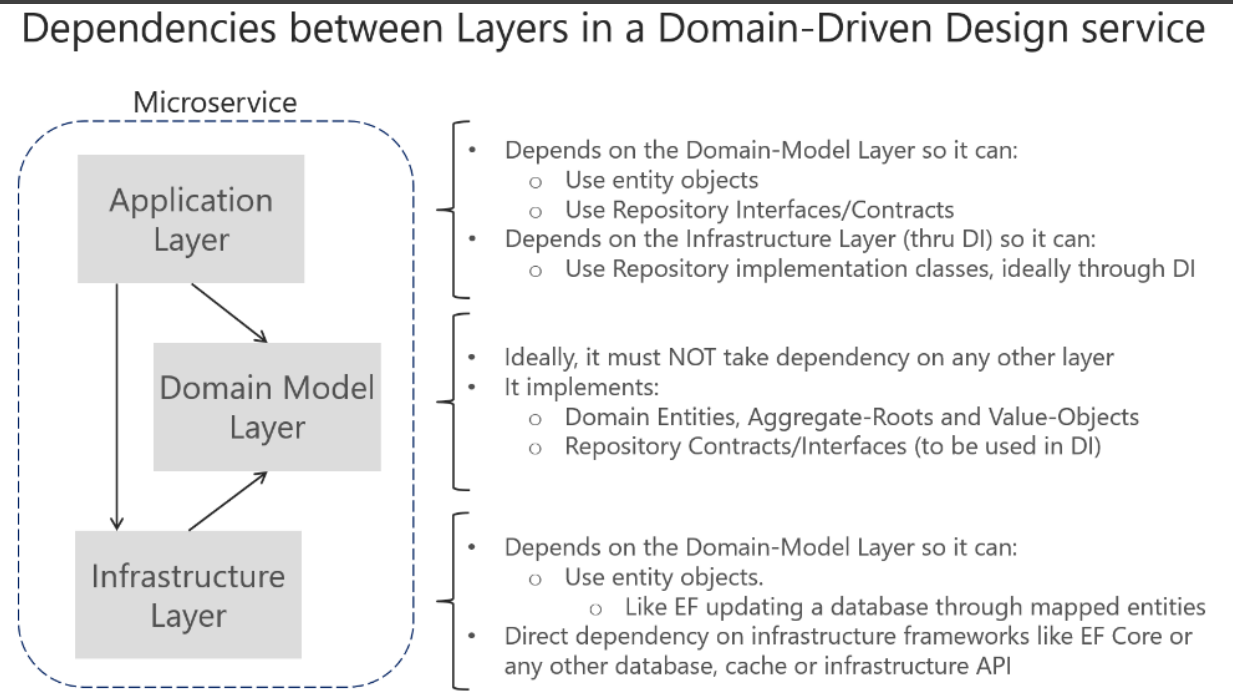 Dependencies between Layers in a Domain-Driven Design service
Microservice
Application
Layer
Domain Model
Layer
Infrastructure
Layer
• Depends on the Domain-Model Layer so it can:
o Use entity objects
o Use Repository Interfaces/Contracts
• Depends on the Infrastructure Layer (thru DI) so it can:
o Use Repository implementation classes, ideally through DI
• Ideally, it must NOT take dependency on any other layer
• It implements:
o Domain Entities, Aggregate-Roots and Value-Objects
o Repository Contracts/Interfaces (to be used in DI)
• Depends on the Domain-Model Layer so it can:
o Use entity objects.
o Like EF updating a database through mapped entities
• Direct dependency on infrastructure frameworks like EF Core or
any other database, cache or infrastructure API